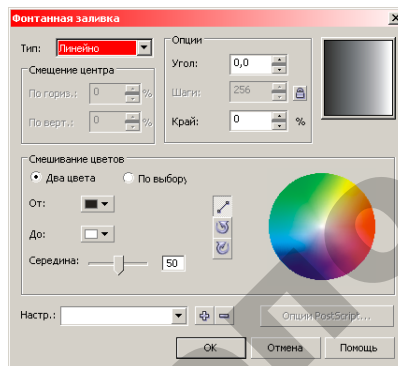 Фонтанная заливка
Тип: Линейно
Опции
Угол: 0,0
Смещение центра
По гориз.: 0 %
Шаги: 256
По верт.: 0 %
Край: 0 %
Смешивание цветов
Два цвета По выбору
От:
До:
Середина: 50
Настр.:
Опции PostScript...
OK Отмена Помощь